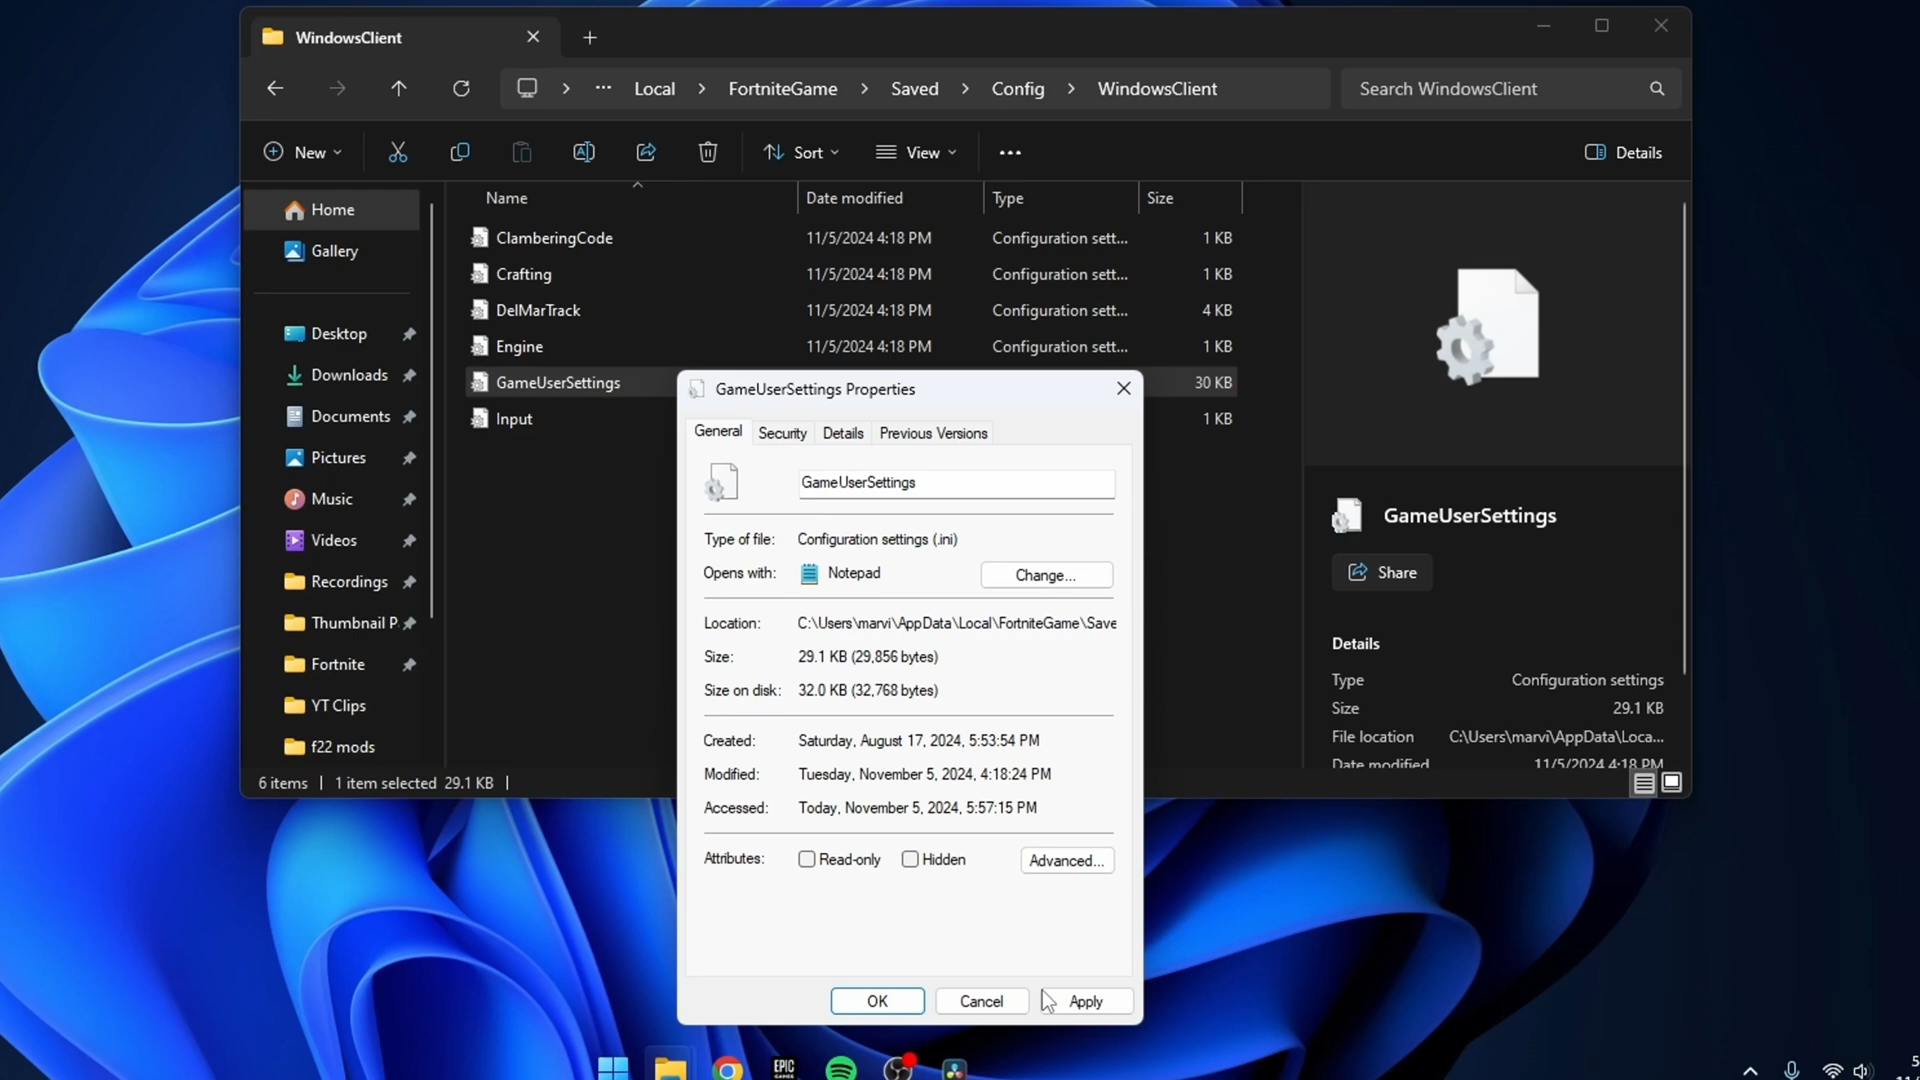 WindowsClient
Local > FortniteGame > Saved > Config > WindowsClient
Search WindowsClient
New
Sort
View
Details
Home
Gallery
Desktop
Downloads
Documents
Pictures
Music
Videos
Recordings
Thumbnail P
Fortnite
YT Clips
f22 mods
Name Date modified Type Size
ClamberingCode 11/5/2024 4:18 PM Configuration sett... 1 KB
Crafting 11/5/2024 4:18 PM Configuration sett... 1 KB
DelMarTrack 11/5/2024 4:18 PM Configuration sett... 4 KB
Engine 11/5/2024 4:18 PM Configuration sett... 1 KB
GameUserSettings 30 KB
Input 1 KB
GameUserSettings Properties
General Security Details Previous Versions
GameUserSettings
Type of file: Configuration settings (.ini)
Opens with: Notepad Change...
Location: C:\Users\marvi\AppData\Local\FortniteGame\Save
Size: 29.1 KB (29,856 bytes)
Size on disk: 32.0 KB (32,768 bytes)
Created: Saturday, August 17, 2024, 5:53:54 PM
Modified: Tuesday, November 5, 2024, 4:18:24 PM
Accessed: Today, November 5, 2024, 5:57:15 PM
Attributes: Read-only Hidden Advanced...
OK Cancel Apply
GameUserSettings
Share
Details
Type Configuration settings
Size 29.1 KB
File location C:\Users\marvi\AppData\Loca...
Date modified 11/5/2024 4:18 PM
6 items | 1 item selected 29.1 KB |
EPIC